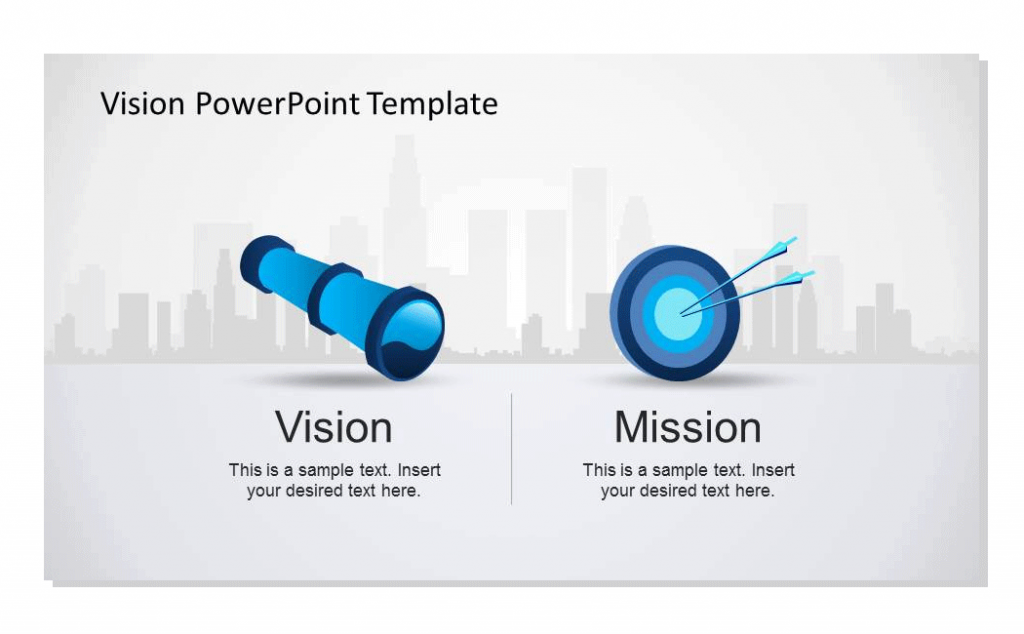 Vision PowerPoint Template
Vision
This is a sample text. Insert
your desired text here.
Mission
This is a sample text. Insert
your desired text here.